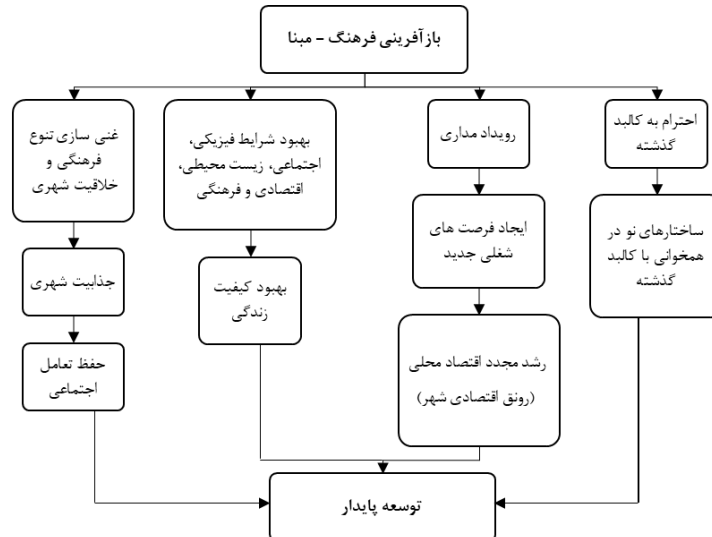 بازآفرینی فرهنگ – مبنا
احترام به کالبد
گذشته
ساختارهای نو در
همخوانی با کالبد
گذشته
رویداد مداری
ایجاد فرصت های
شغلی جدید
رشد مجدد اقتصاد محلی
(رونق اقتصادی شهر)
بهبود شرایط فیزیکی،
اجتماعی، زیست محیطی،
اقتصادی و فرهنگی
بهبود کیفیت
زندگی
غنی سازی تنوع
فرهنگی و
خلاقیت شهری
جذابیت شهری
حفظ تعامل
اجتماعی
توسعه پایدار